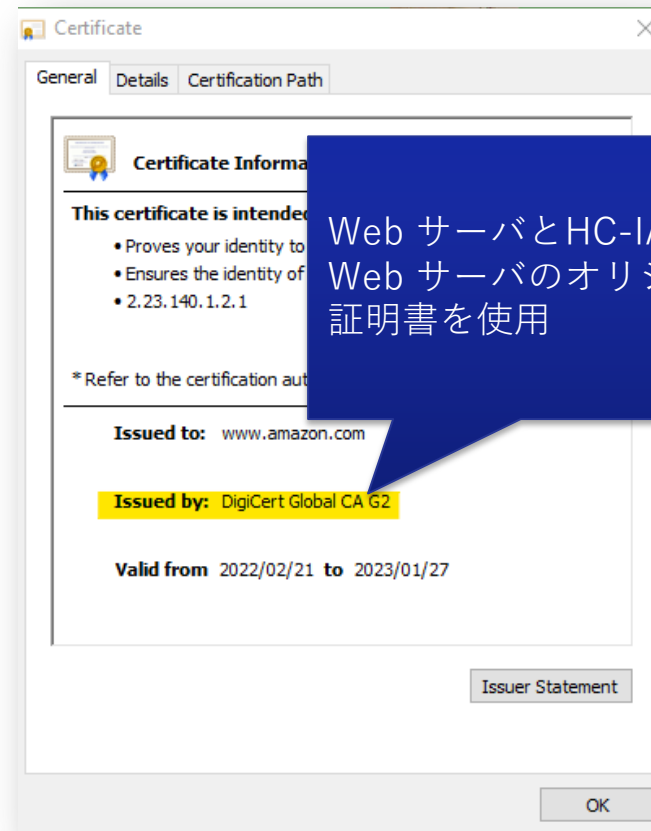 Certificate
General Details Certification Path
Certificate
This certificate is
• Proves your identity to
• Ensures the identity of
• 2.23.140.1.2.1
Web サーバとHC-
Web サーバのオリ
証明書を使用
* Refer to the certification
Issued to: www.amazon.com
Issued by: DigiCert Global CA G2
Valid from 2022/02/21 to 2023/01/27
Issuer Statement
OK